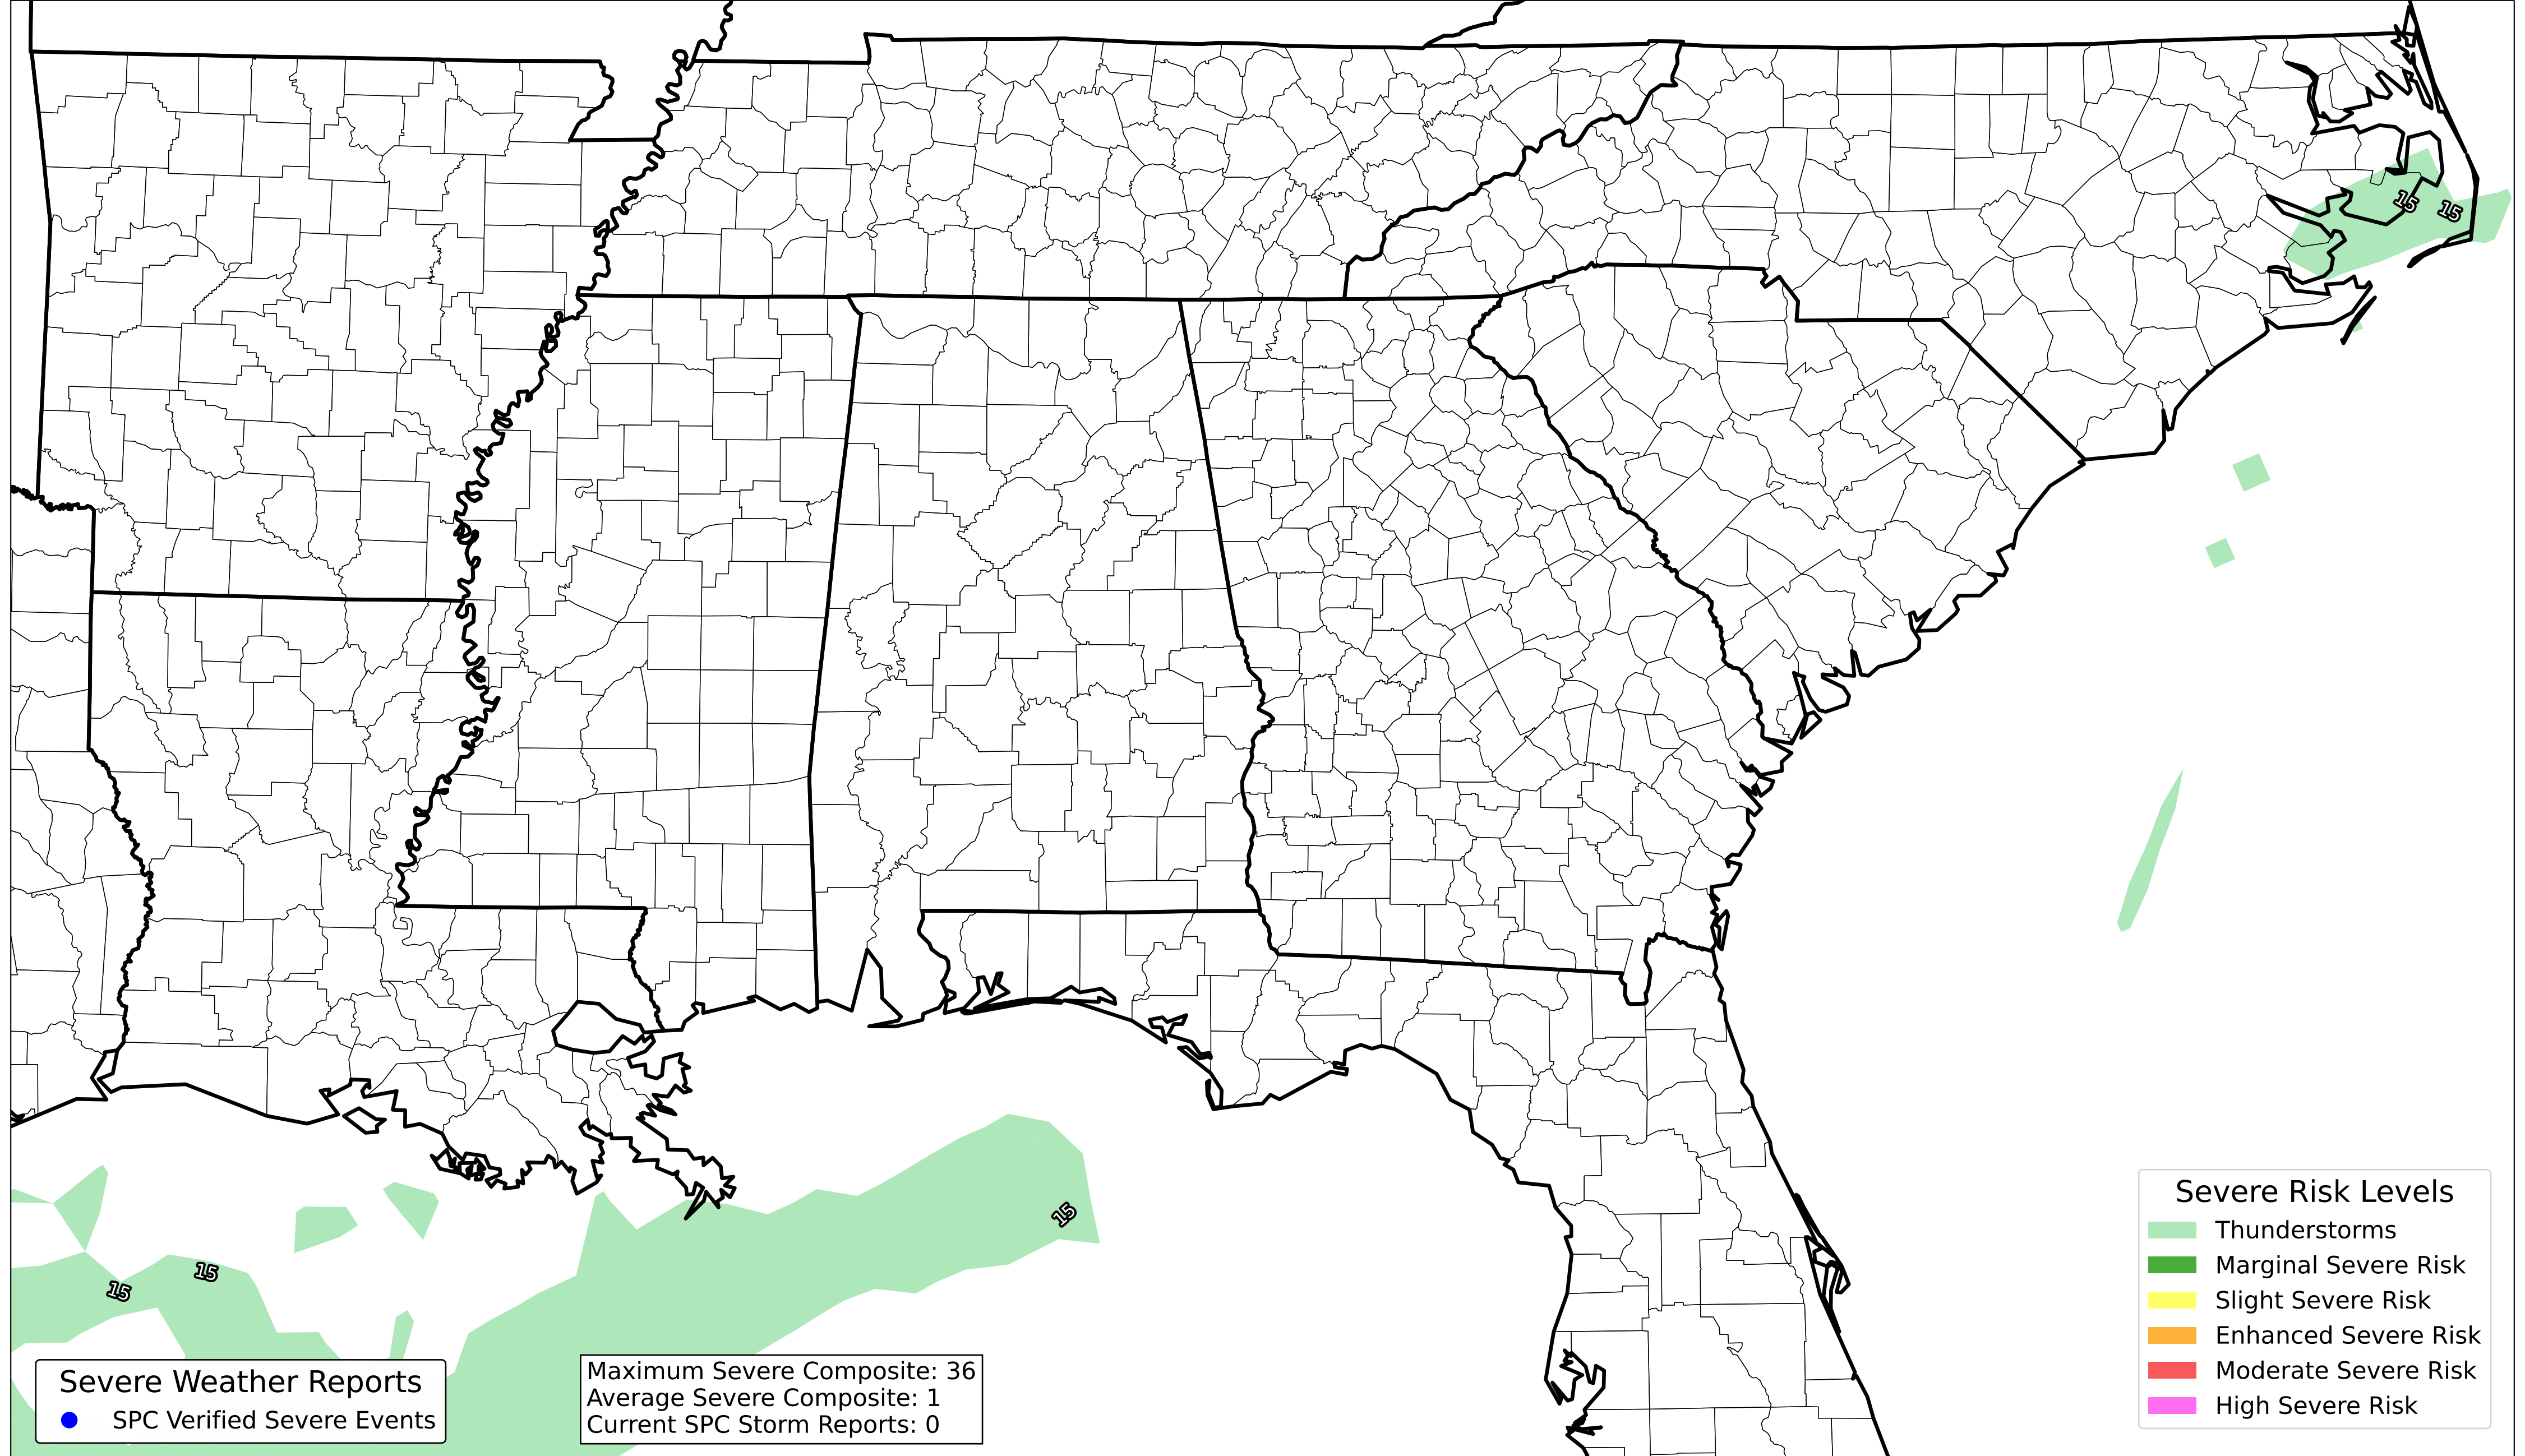 15
15
15
15
15
Severe Risk Levels
Thunderstorms
Marginal Severe Risk
Slight Severe Risk
Enhanced Severe Risk
Moderate Severe Risk
High Severe Risk
Severe Weather Reports
SPC Verified Severe Events
Maximum Severe Composite: 36
Average Severe Composite: 1
Current SPC Storm Reports: 0